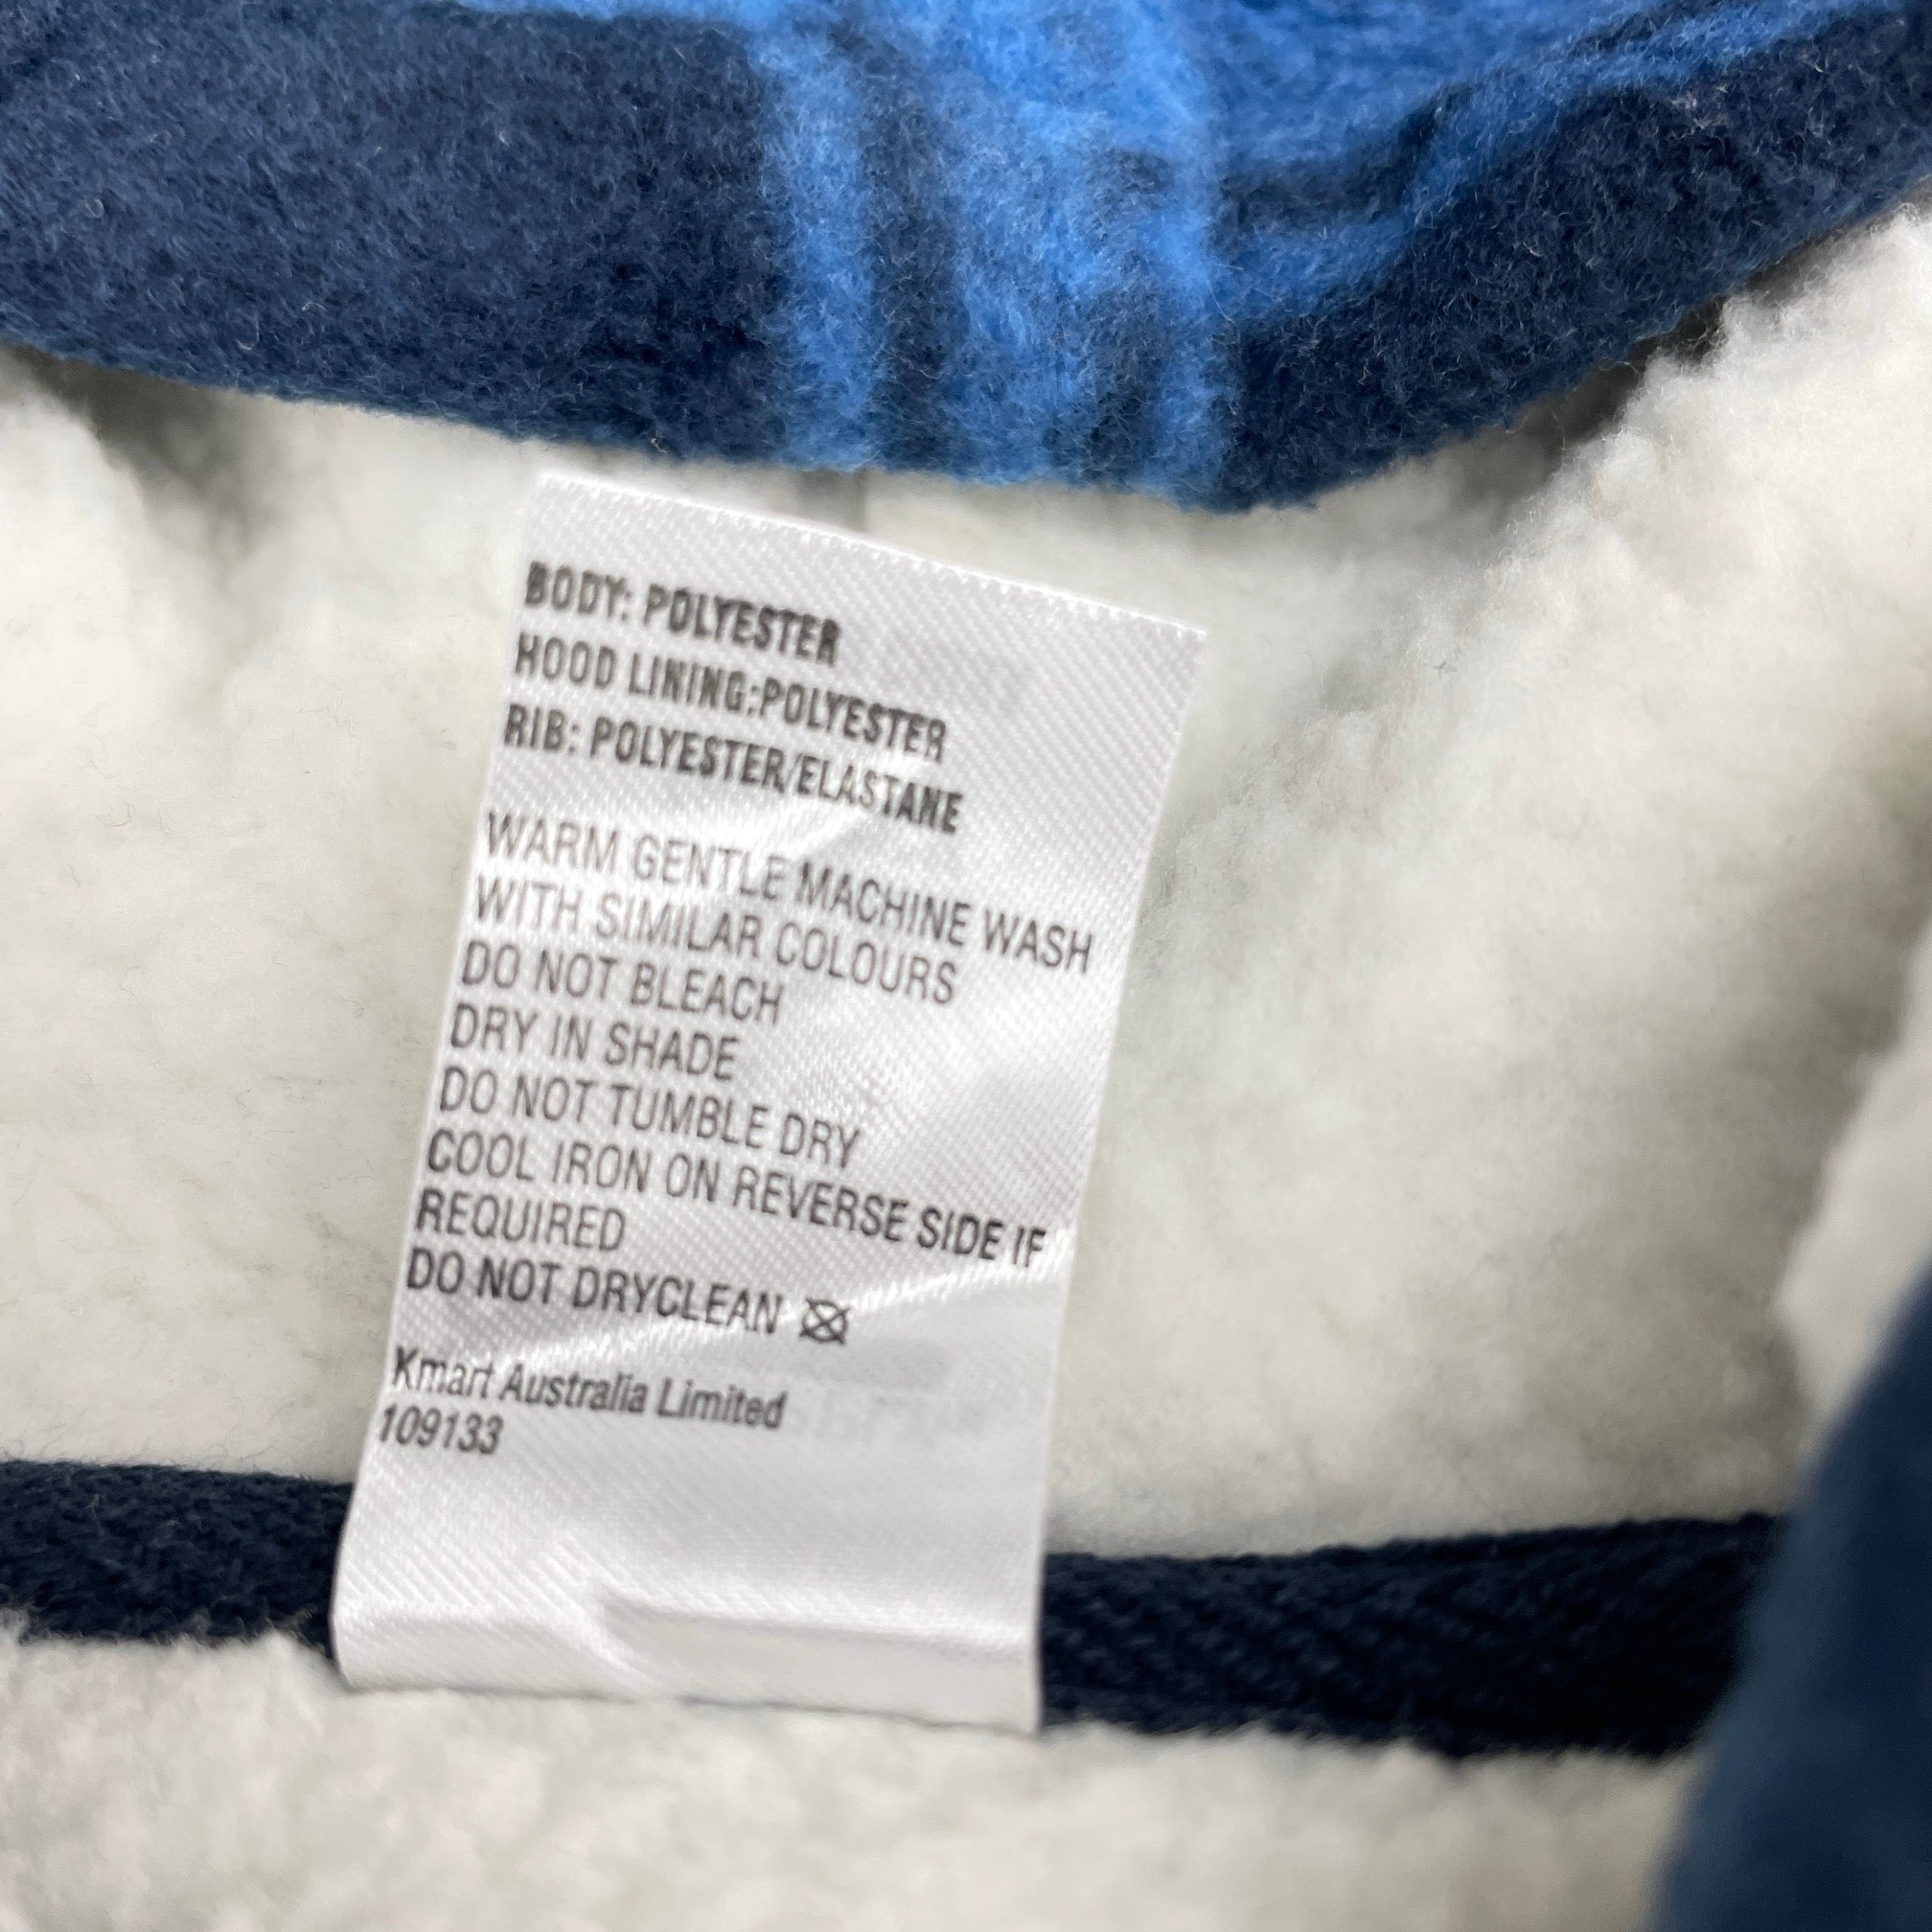 BODY: POLYESTER
HOOD LINING:POLYESTER
RIB: POLYESTER/ELASTANE
WARM GENTLE MACHINE WASH
WITH SIMILAR COLOURS
DO NOT BLEACH
DRY IN SHADE
DO NOT TUMBLE DRY
COOL IRON ON REVERSE SIDE IF
REQUIRED
DO NOT DRYCLEAN
Kmart Australia Limited
109133